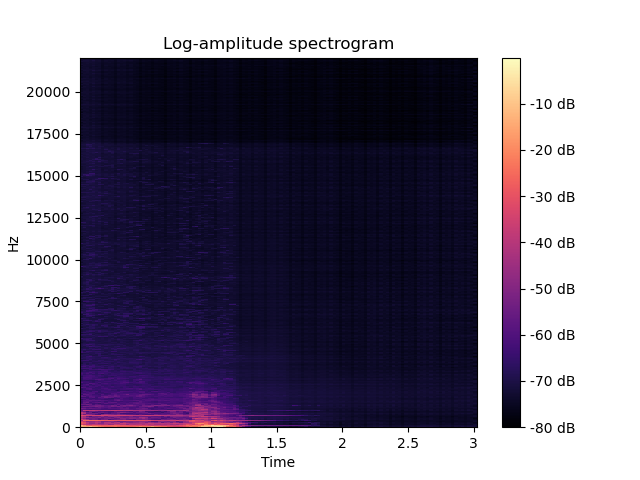 Log-amplitude spectrogram
Hz
20000
17500
15000
12500
10000
7500
5000
2500
0
0
0.5
1
1.5
2
2.5
3
Time
-10 dB
-20 dB
-30 dB
-40 dB
-50 dB
-60 dB
-70 dB
-80 dB